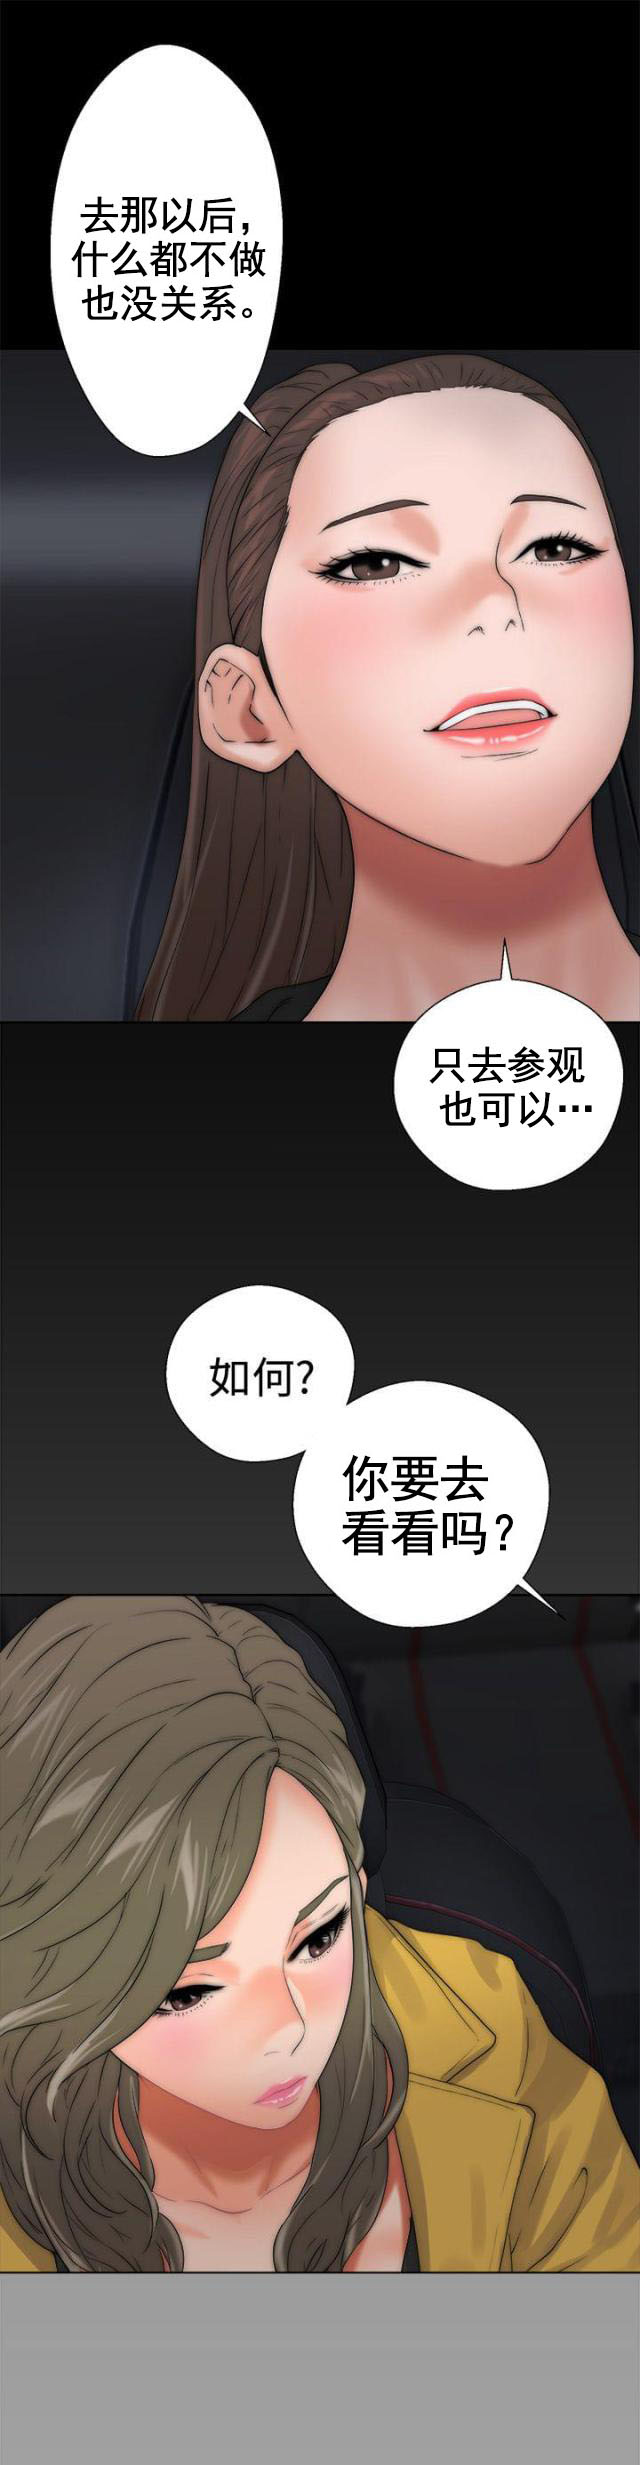 去那以后，
什么都不做
也没关系。
只去参观
也可以…
如何?
你要去
看看吗？